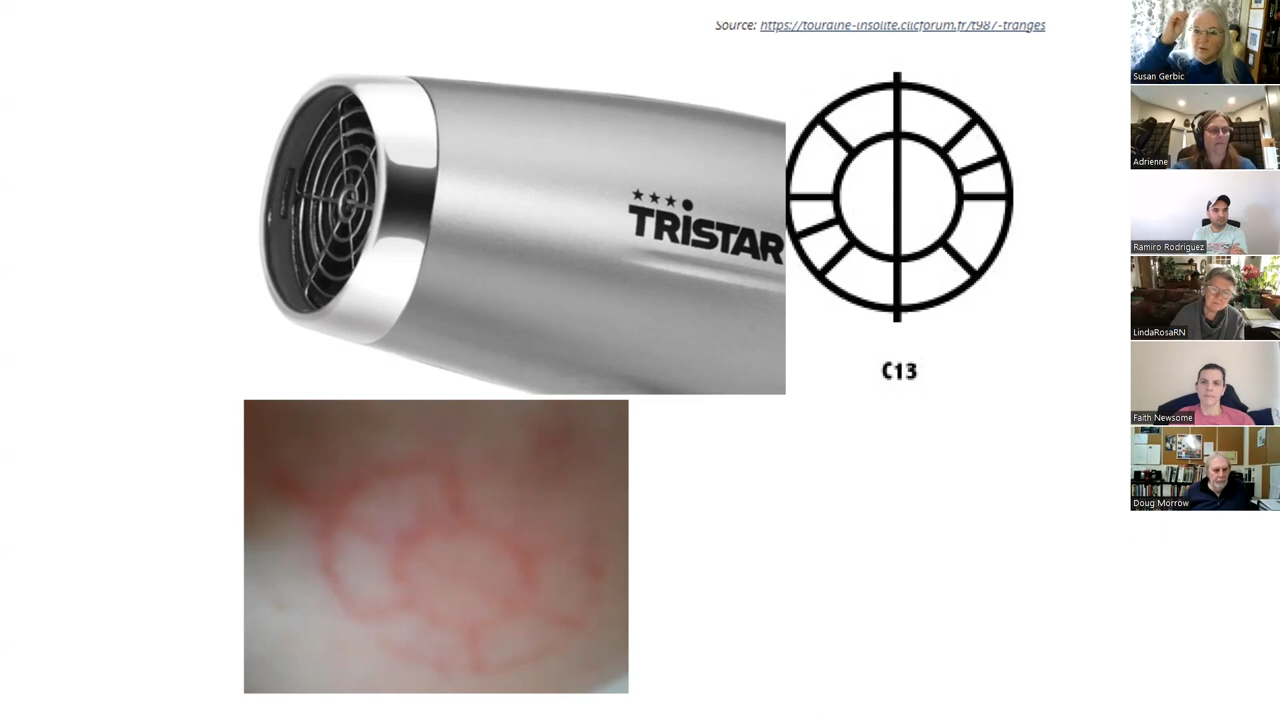 Source: https://touraine-insolite.clicforum.fr/t987-tranges
TRISTAR
C13
Susan Gerbic
Adrienne
Ramiro Rodriguez
LindaRosaRN
Faith Newsome
Doug Morrow